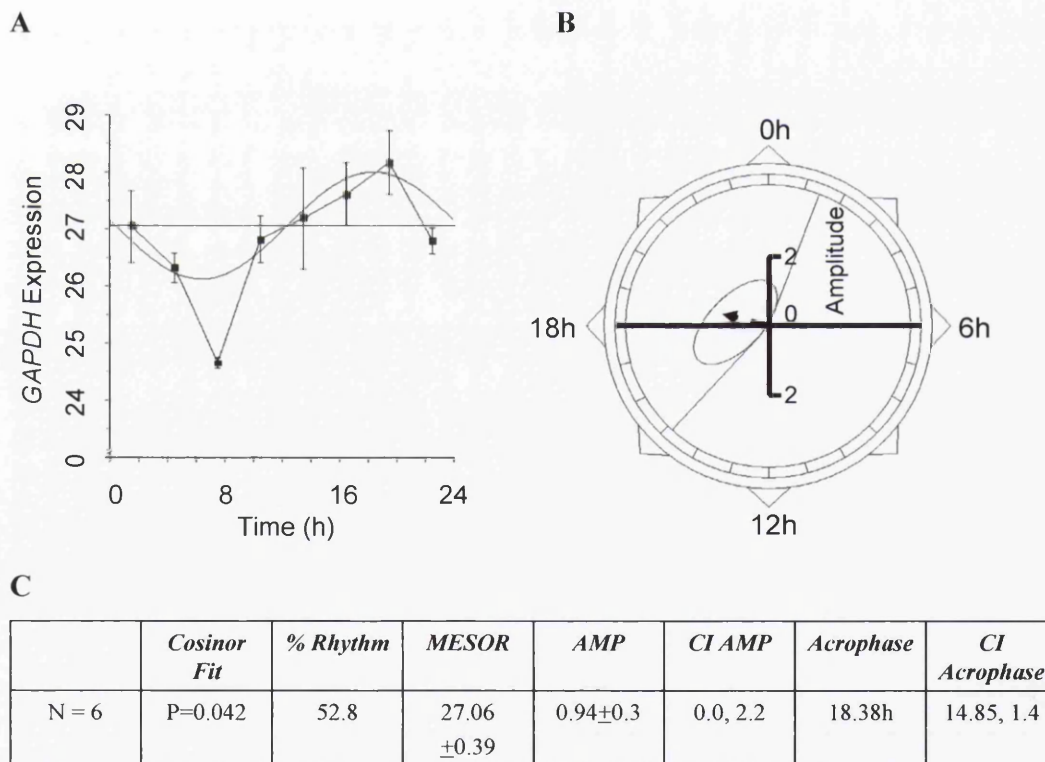 A
B
GAPDH Expression
29
28
27
26
25
24
0
0 8 16 24
Time (h)
0h
6h
12h
18h
Amplitude
2
0
2
C
Cosinor Fit % Rhythm MESOR AMP CI AMP Acrophase CI Acrophase
N = 6 P=0.042 52.8 27.06 ±0.39 0.94±0.3 0.0, 2.2 18.38h 14.85, 1.4